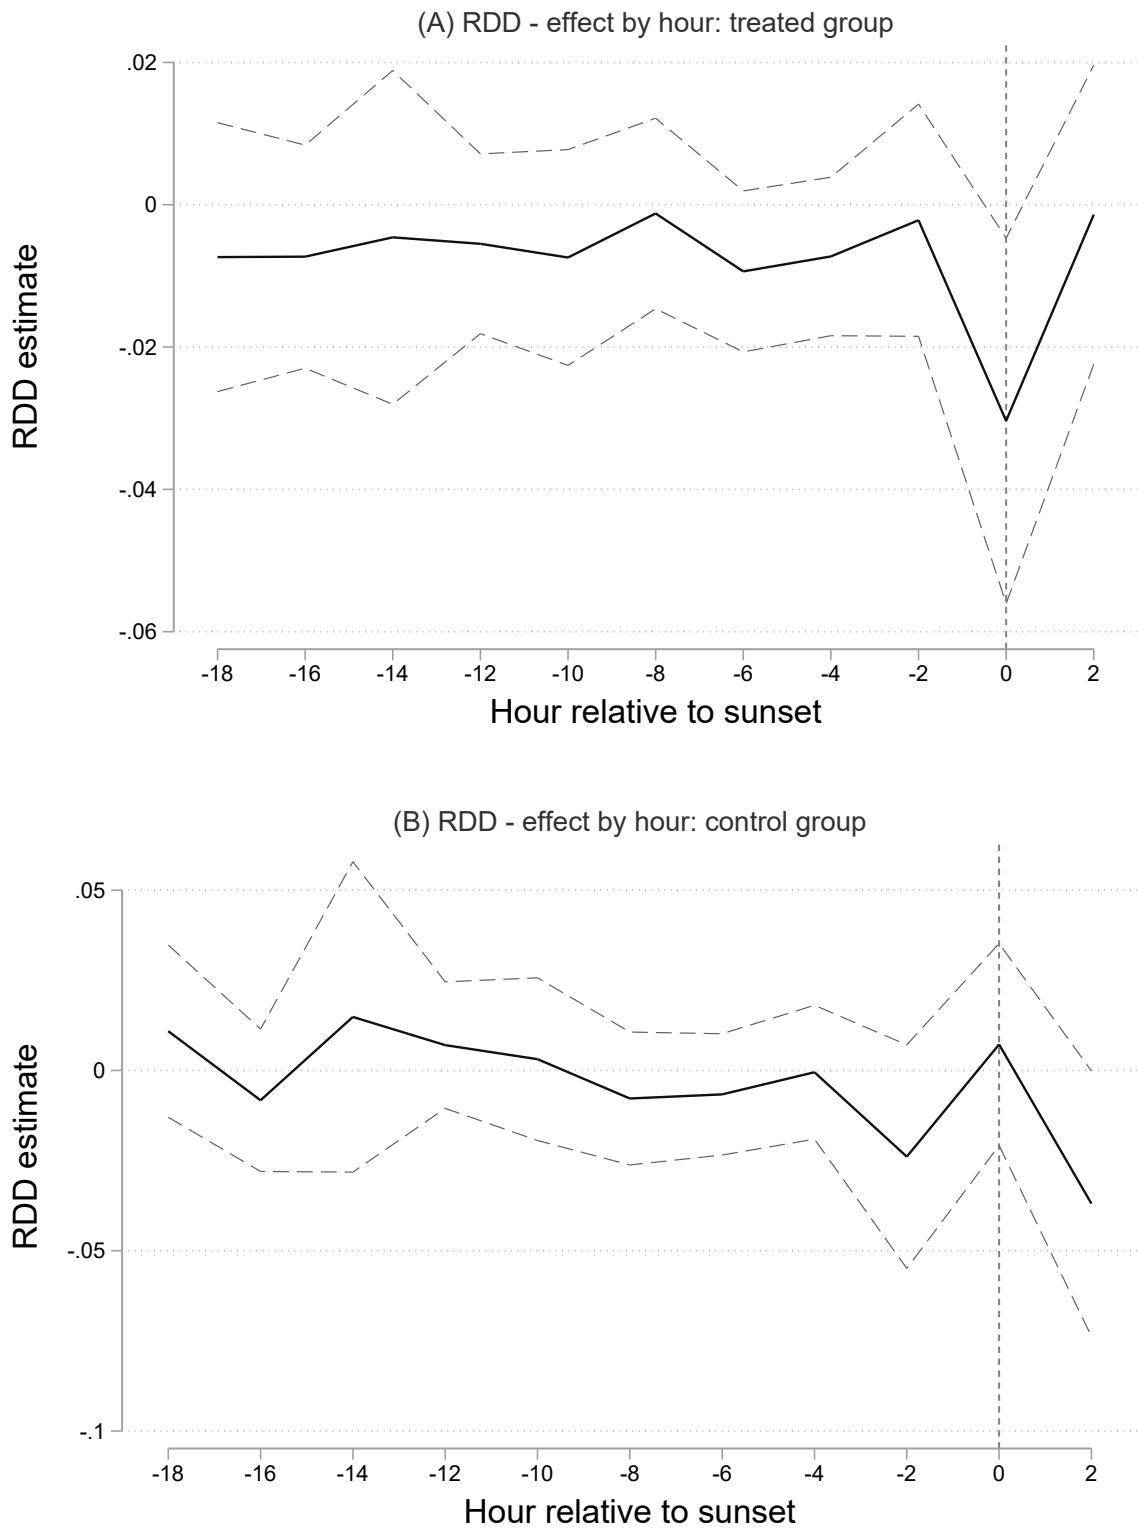 (A) RDD - effect by hour: treated group
.02
0
-.02
-.04
-.06
RDD estimate
-18 -16 -14 -12 -10 -8 -6 -4 -2 0 2
Hour relative to sunset
(B) RDD - effect by hour: control group
.05
0
-.05
-.1
RDD estimate
-18 -16 -14 -12 -10 -8 -6 -4 -2 0 2
Hour relative to sunset